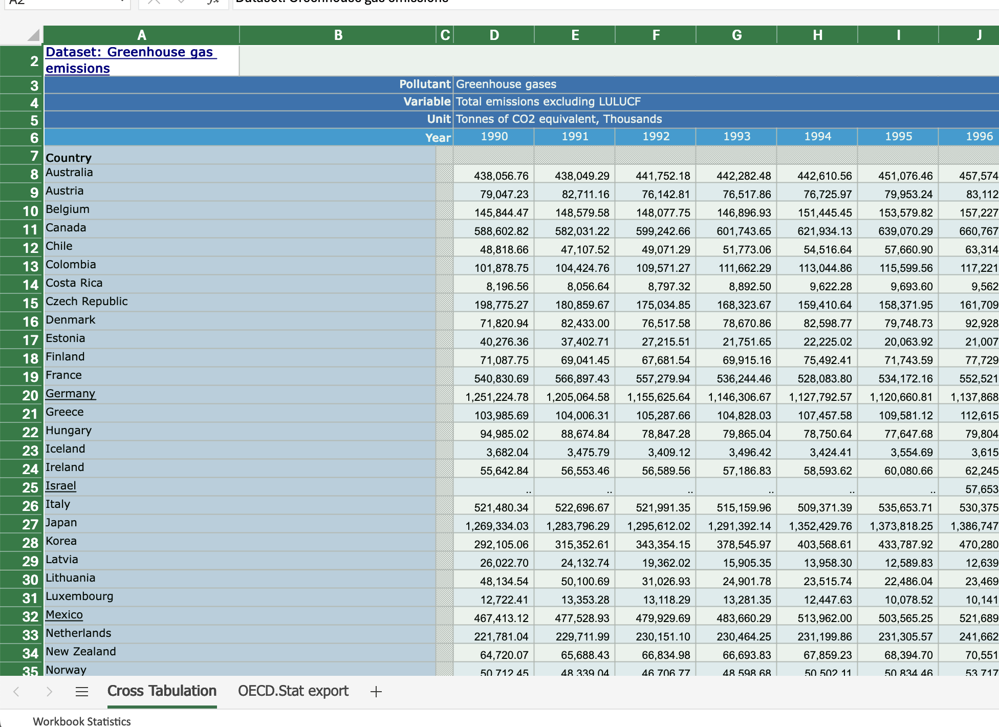 A2
fx
Dataset: Greenhouse gas emissions
A B C D E F G H I J
2 Dataset: Greenhouse gas
emissions
3 Pollutant Greenhouse gases
4 Variable Total emissions excluding LULUCF
5 Unit Tonnes of CO2 equivalent, Thousands
6 Year 1990 1991 1992 1993 1994 1995 1996
7 Country
8 Australia 438,056.76 438,049.29 441,752.18 442,282.48 442,610.56 451,076.46 457,574
9 Austria 79,047.23 82,711.16 76,142.81 76,517.86 76,725.97 79,953.24 83,112
10 Belgium 145,844.47 148,579.58 148,077.75 146,896.93 151,445.45 153,579.82 157,227
11 Canada 588,602.82 582,031.22 599,242.66 601,743.65 621,934.13 639,070.29 660,767
12 Chile 48,818.66 47,107.52 49,071.29 51,773.06 54,516.64 57,660.90 63,314
13 Colombia 101,878.75 104,424.76 109,571.27 111,662.29 113,044.86 115,599.56 117,221
14 Costa Rica 8,196.56 8,056.64 8,797.32 8,892.50 9,622.28 9,693.60 9,562
15 Czech Republic 198,775.27 180,859.67 175,034.85 168,323.67 159,410.64 158,371.95 161,709
16 Denmark 71,820.94 82,433.00 76,517.58 78,670.86 82,598.77 79,748.73 92,928
17 Estonia 40,276.36 37,402.71 27,215.51 21,751.65 22,225.02 20,063.92 21,007
18 Finland 71,087.75 69,041.45 67,681.54 69,915.16 75,492.41 71,743.59 77,729
19 France 540,830.69 566,897.43 557,279.94 536,244.46 528,083.80 534,172.16 552,521
20 Germany 1,251,224.78 1,205,064.58 1,155,625.64 1,146,306.67 1,127,792.57 1,120,660.81 1,137,868
21 Greece 103,985.69 104,006.31 105,287.66 104,828.03 107,457.58 109,581.12 112,615
22 Hungary 94,985.02 88,674.84 78,847.28 79,865.04 78,750.64 77,647.68 79,804
23 Iceland 3,682.04 3,475.79 3,409.12 3,496.42 3,424.41 3,554.69 3,615
24 Ireland 55,642.84 56,553.46 56,589.56 57,186.83 58,593.62 60,080.66 62,245
25 Israel .. .. .. .. .. .. 57,653
26 Italy 521,480.34 522,696.67 521,991.35 515,159.96 509,371.39 535,653.71 530,375
27 Japan 1,269,334.03 1,283,796.29 1,295,612.02 1,291,392.14 1,352,429.76 1,373,818.25 1,386,747
28 Korea 292,105.06 315,352.61 343,354.15 378,545.97 403,568.61 433,787.92 470,280
29 Latvia 26,022.70 24,132.74 19,362.02 15,905.35 13,958.30 12,589.83 12,639
30 Lithuania 48,134.54 50,100.69 31,026.93 24,901.78 23,515.74 22,486.04 23,469
31 Luxembourg 12,722.41 13,353.28 13,118.29 13,281.35 12,447.63 10,078.52 10,141
32 Mexico 467,413.12 477,528.93 479,929.69 483,660.29 513,962.00 503,565.25 521,689
33 Netherlands 221,781.04 229,711.99 230,151.10 230,464.25 231,199.86 231,305.57 241,662
34 New Zealand 64,720.07 65,688.43 66,834.98 66,693.83 67,859.23 68,394.70 70,551
35 Norway 50,712.45 48,339.04 46,706.77 48,598.68 50,502.11 50,834.46 53,717
Cross Tabulation OECD.Stat export +
Workbook Statistics